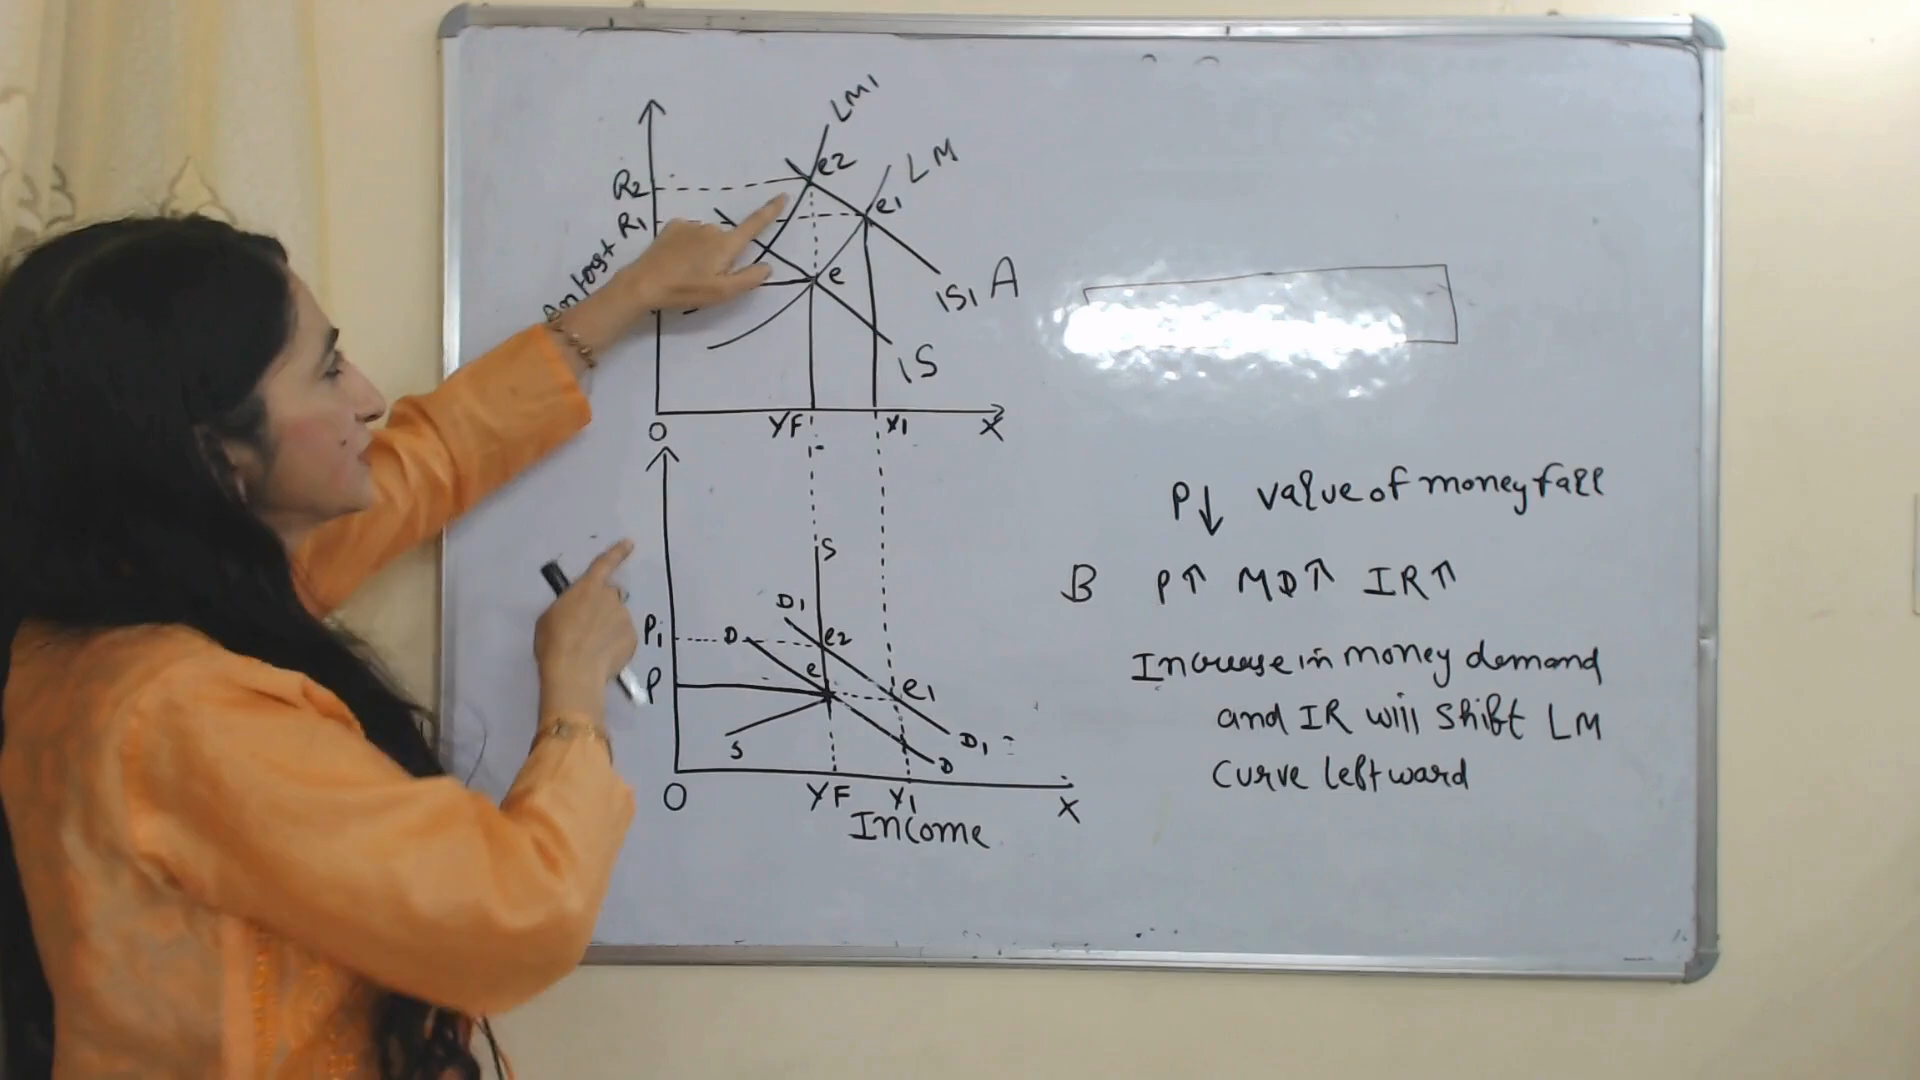 LM1
e2
LM
R2
e1
R1
e
IS1 A
IS
O
YF
Y1
X
P↓ value of money fall
S
B P↑ MD↑ IR↑
D1
P1
D
e2
Increase in money demand
e
P
e1
and IR will shift LM
S
D1
D
curve leftward
O
YF
Y1
X
Income